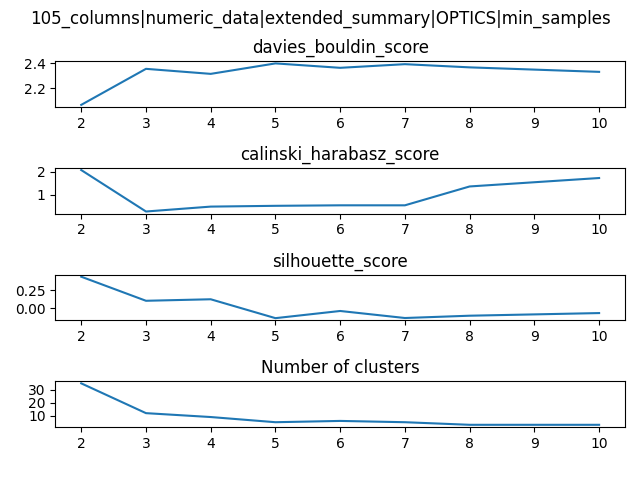 105_columns|numeric_data|extended_summary|OPTICS|min_samples
davies_bouldin_score
2.4
2.2
2 3 4 5 6 7 8 9 10
calinski_harabasz_score
2
1
2 3 4 5 6 7 8 9 10
silhouette_score
0.25
0.00
2 3 4 5 6 7 8 9 10
Number of clusters
30
20
10
2 3 4 5 6 7 8 9 10